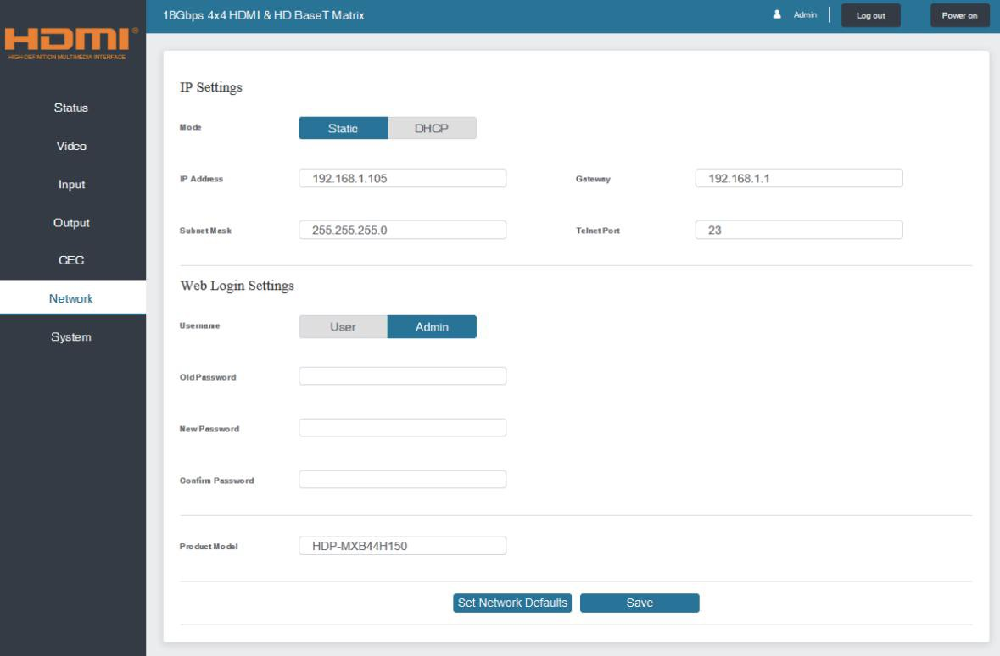 18Gbps 4x4 HDMI & HD BaseT Matrix
Admin
Log out
Power on
HDMI®
HIGH DEFINITION MULTIMEDIA INTERFACE
Status
Video
Input
Output
CEC
Network
System
IP Settings
Mode Static DHCP
IP Address 192.168.1.105 Gateway 192.168.1.1
Subnet Mask 255.255.255.0 Telnet Port 23
Web Login Settings
Username User Admin
Old Password
New Password
Confirm Password
Product Model HDP-MXB44H150
Set Network Defaults Save